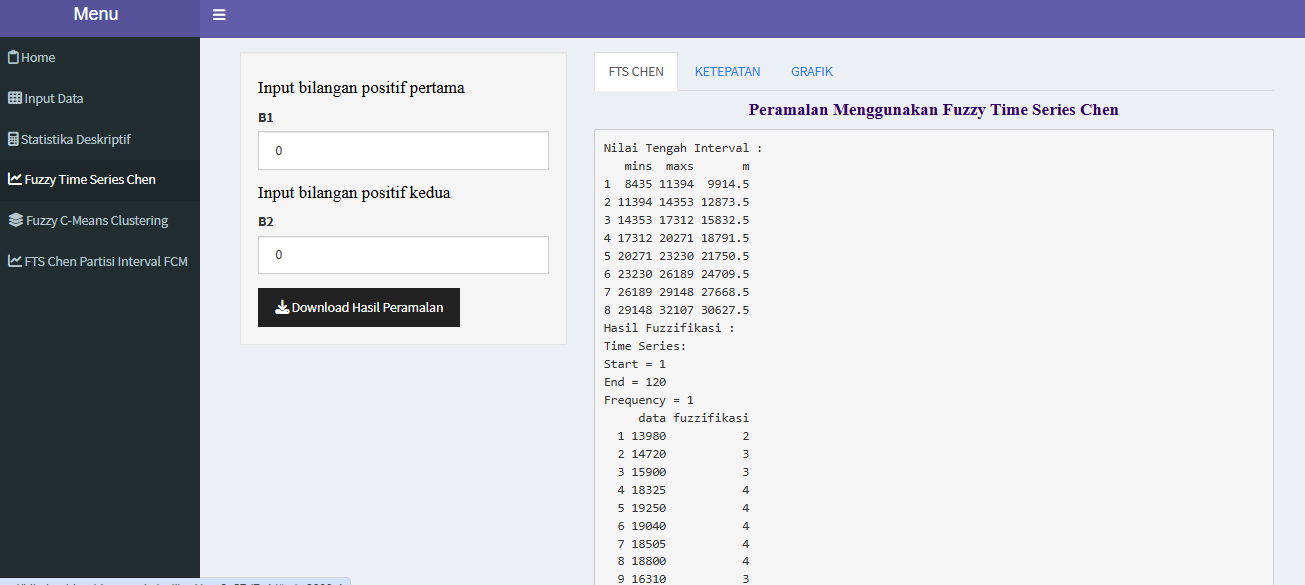 Menu
Home
Input Data
Statistika Deskriptif
Fuzzy Time Series Chen
Fuzzy C-Means Clustering
FTS Chen Partisi Interval FCM
Input bilangan positif pertama
B1
0
Input bilangan positif kedua
B2
0
Download Hasil Peramalan
FTS CHEN KETEPATAN GRAFIK
Peramalan Menggunakan Fuzzy Time Series Chen
Nilai Tengah Interval :
mins maxs m
1 8435 11394 9914.5
2 11394 14353 12873.5
3 14353 17312 15832.5
4 17312 20271 18791.5
5 20271 23230 21750.5
6 23230 26189 24709.5
7 26189 29148 27668.5
8 29148 32107 30627.5
Hasil Fuzzifikasi :
Time Series:
Start = 1
End = 120
Frequency = 1
data fuzzifikasi
1 13980 2
2 14720 3
3 15900 3
4 18325 4
5 19250 4
6 19040 4
7 18505 4
8 18800 4
9 16310 3